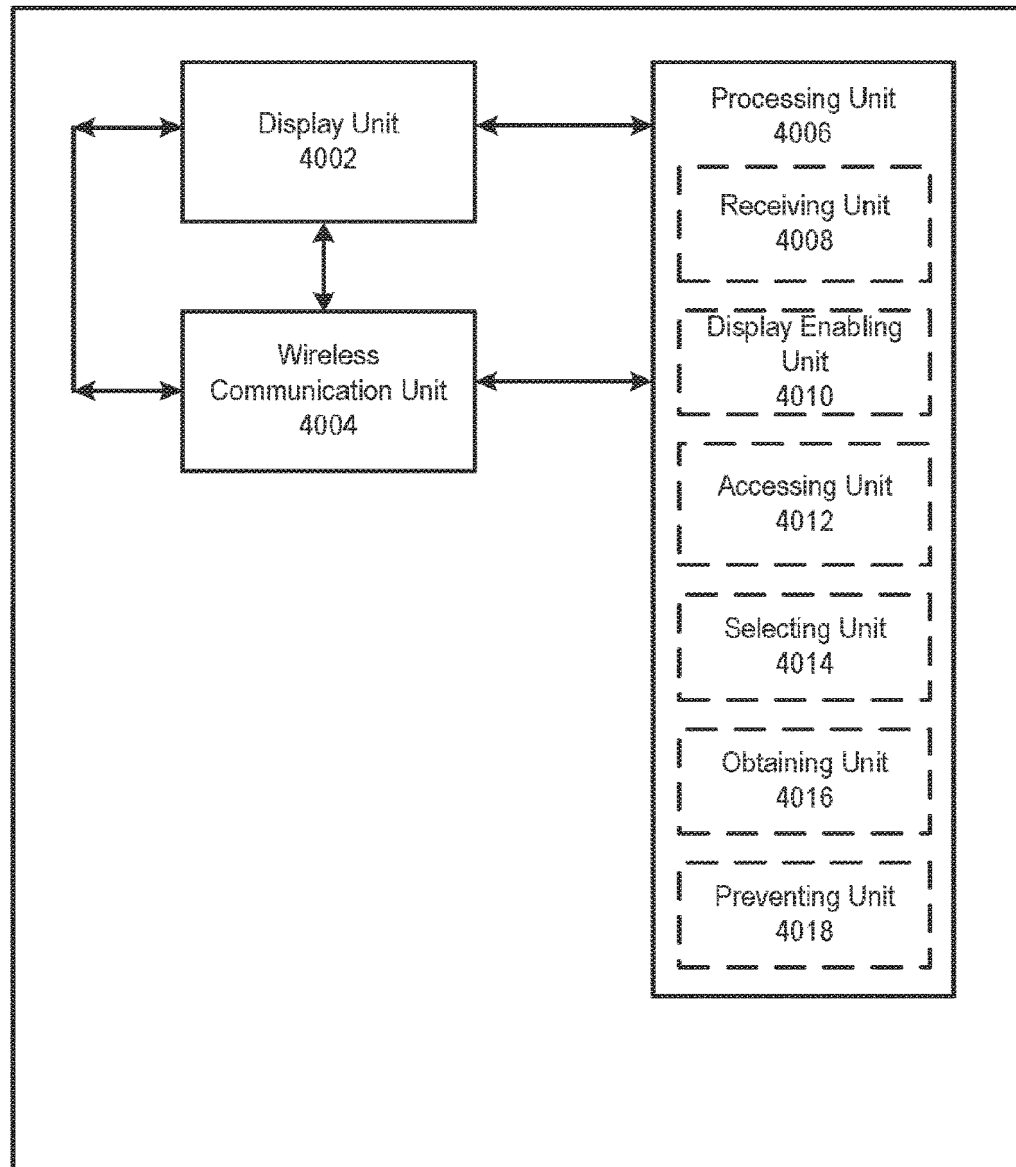 Display Unit
4002
Wireless
Communication Unit
4004
Processing Unit
4006
Receiving Unit
4008
Display Enabling
Unit
4010
Accessing Unit
4012
Selecting Unit
4014
Obtaining Unit
4016
Preventing Unit
4018